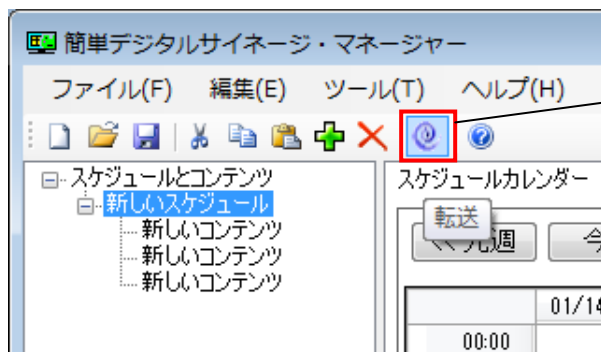 簡単デジタルサイネージ・マネージャー
ファイル(F) 編集(E) ツール(T) ヘルプ(H)
スケジュールとコンテンツ
新しいスケジュール
新しいコンテンツ
新しいコンテンツ
新しいコンテンツ
スケジュールカレンダー
転送
週
01/14
00:00